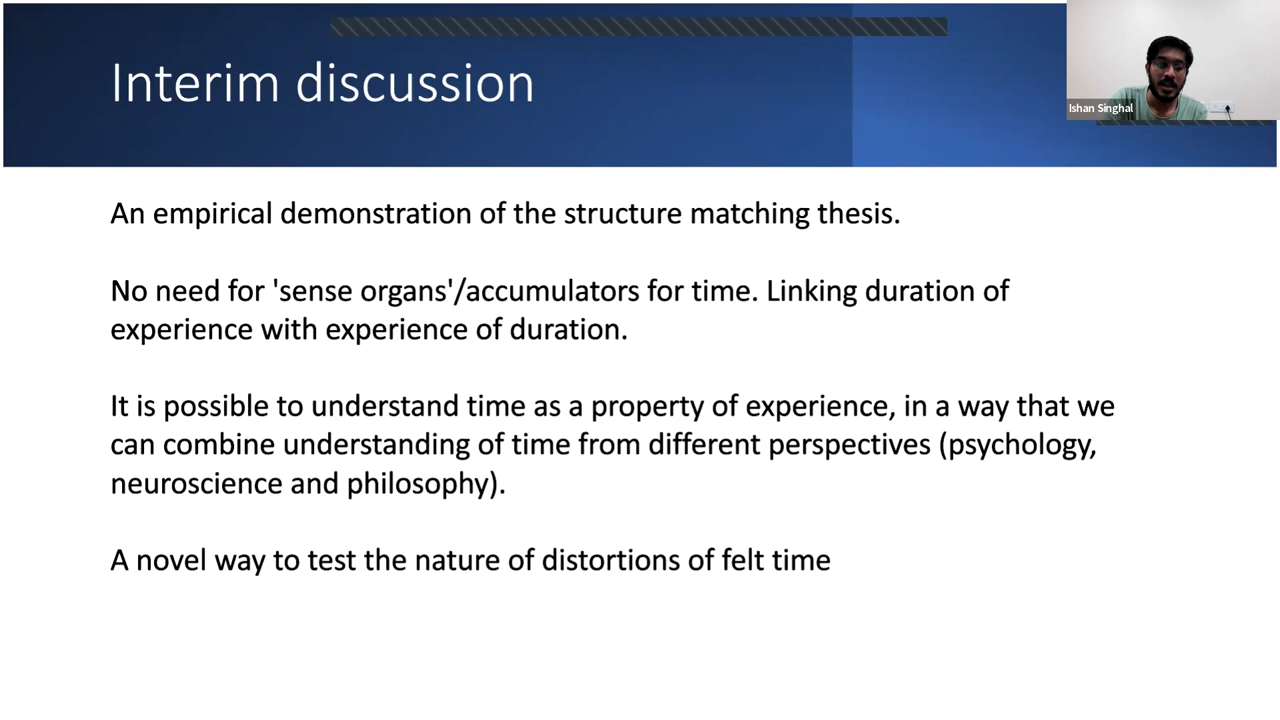 Interim discussion
Ishan Singhal
An empirical demonstration of the structure matching thesis.
No need for 'sense organs'/accumulators for time. Linking duration of
experience with experience of duration.
It is possible to understand time as a property of experience, in a way that we
can combine understanding of time from different perspectives (psychology,
neuroscience and philosophy).
A novel way to test the nature of distortions of felt time